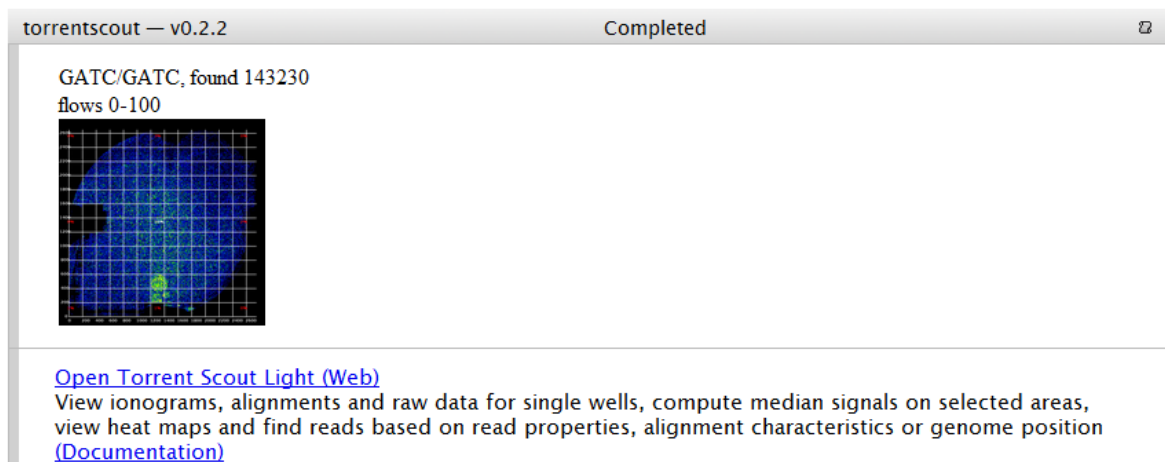 torrentscout — v0.2.2 Completed
GATC/GATC, found 143230
flows 0-100
Open Torrent Scout Light (Web)
View ionograms, alignments and raw data for single wells, compute median signals on selected areas,
view heat maps and find reads based on read properties, alignment characteristics or genome position
(Documentation)